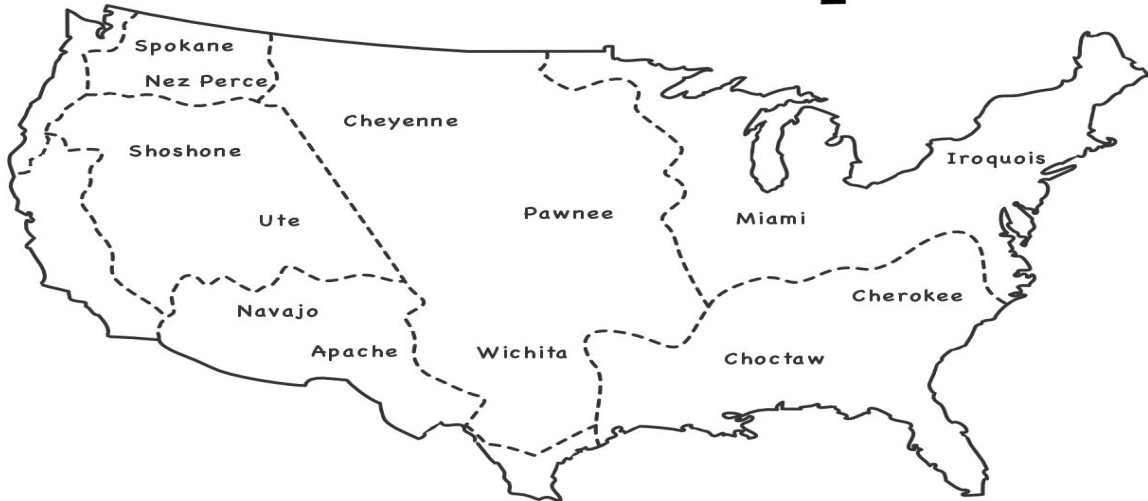 Spokane
Nez Perce
Cheyenne
Shoshone
Iroquois
Ute
Pawnee
Miami
Navajo
Cherokee
Apache
Wichita
Choctaw